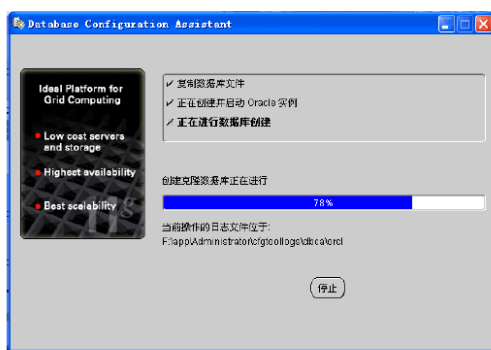 Database Configuration Assistant
Ideal Platform for
Grid Computing
Low cost servers
and storage
Highest availability
Best scalability
11g
复制数据库文件
正在创建并启动 Oracle 实例
正在进行数据库创建
创建克隆数据库正在进行
78%
当前操作的日志文件位于:
F:\app\Administrator\cfgtoollogs\dbca\orcl
停止